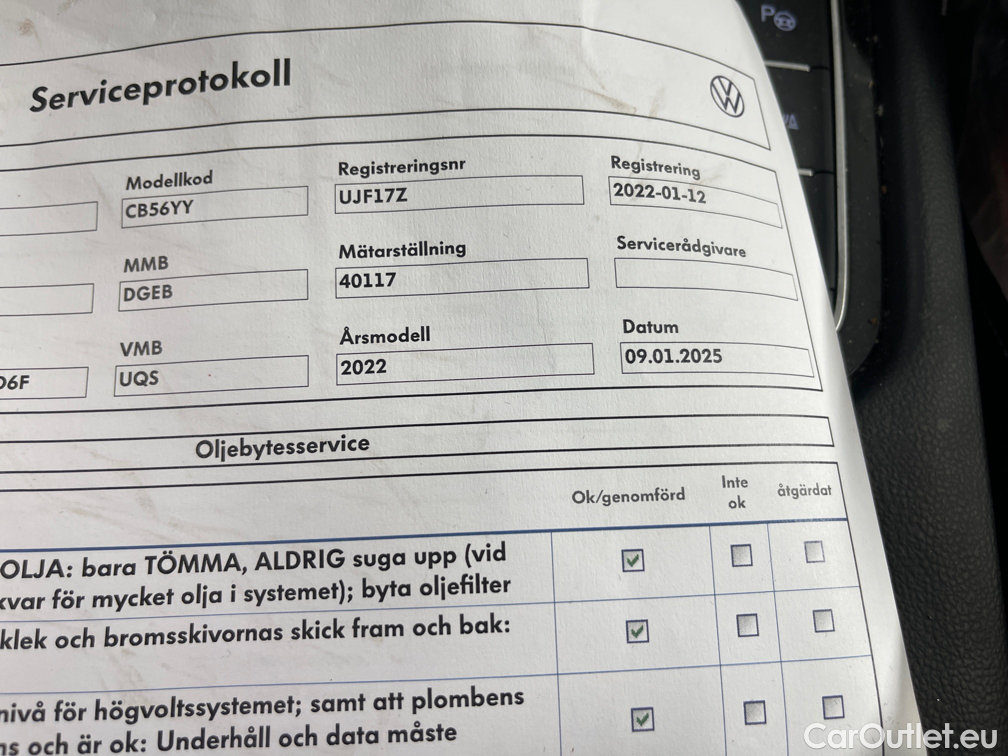 P
Serviceprotokoll
Modellkod
CB56YY
Registreringsnr
UJF17Z
Registrering
2022-01-12
MMB
DGEB
Mätarställning
40117
Servicerådgivare
D6F
VMB
UQS
Årsmodell
2022
Datum
09.01.2025
Oljebytesservice
Ok/genomförd
Inte
ok
åtgärdat
OLJA: bara TÖMMA, ALDRIG suga upp (vid
kvar för mycket olja i systemet); byta oljefilter
klek och bromsskivornas skick fram och bak:
nivå för högvoltssystemet; samt att plombens
ns och är ok: Underhåll och data måste
CarOutlet.eu